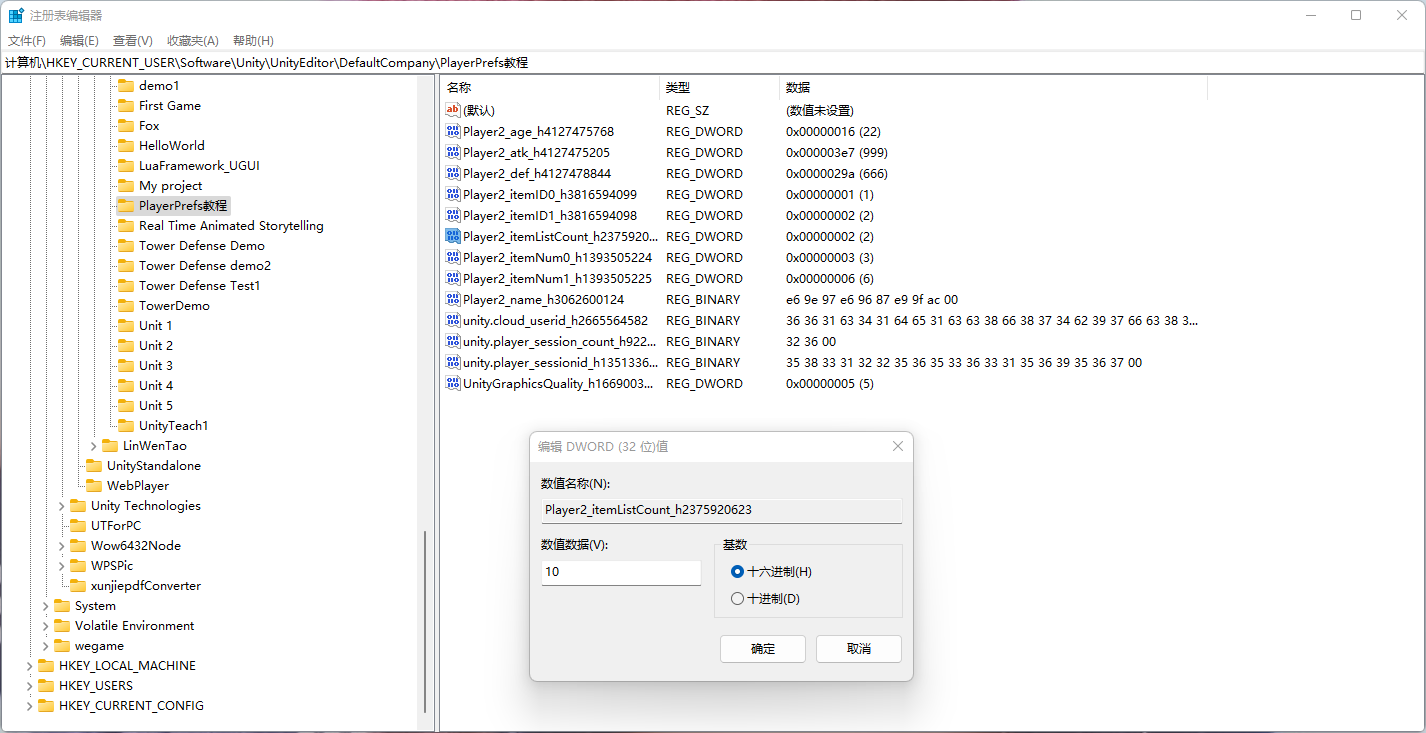 注册表编辑器
文件(F) 编辑(E) 查看(V) 收藏夹(A) 帮助(H)
计算机\HKEY_CURRENT_USER\Software\Unity\UnityEditor\DefaultCompany\PlayerPrefs教程
demo1
First Game
Fox
HelloWorld
LuaFramework_UGUI
My project
PlayerPrefs教程
Real Time Animated Storytelling
Tower Defense Demo
Tower Defense demo2
Tower Defense Test1
TowerDemo
Unit 1
Unit 2
Unit 3
Unit 4
Unit 5
UnityTeach1
LinWenTao
UnityStandalone
WebPlayer
Unity Technologies
UTForPC
Wow6432Node
WPSPic
xunjiepdfConverter
System
Volatile Environment
wegame
HKEY_LOCAL_MACHINE
HKEY_USERS
HKEY_CURRENT_CONFIG
名称 类型 数据
(默认) REG_SZ (数值未设置)
Player2_age_h4127475768 REG_DWORD 0x00000016 (22)
Player2_atk_h4127475205 REG_DWORD 0x000003e7 (999)
Player2_def_h4127478844 REG_DWORD 0x0000029a (666)
Player2_itemID0_h3816594099 REG_DWORD 0x00000001 (1)
Player2_itemID1_h3816594098 REG_DWORD 0x00000002 (2)
Player2_itemListCount_h2375920... REG_DWORD 0x00000002 (2)
Player2_itemNum0_h1393505224 REG_DWORD 0x00000003 (3)
Player2_itemNum1_h1393505225 REG_DWORD 0x00000006 (6)
Player2_name_h3062600124 REG_BINARY e6 9e 97 e6 96 87 e9 9f ac 00
unity.cloud_userid_h2665564582 REG_BINARY 36 36 31 63 34 31 64 65 31 63 63 38 66 38 37 34 62 39 37 66 63 38 3...
unity.player_session_count_h922... REG_BINARY 32 36 00
unity.player_sessionid_h1351336... REG_BINARY 35 38 33 31 32 32 35 36 35 33 36 33 31 35 36 39 35 36 37 00
UnityGraphicsQuality_h1669003... REG_DWORD 0x00000005 (5)
编辑 DWORD (32 位)值
数值名称(N):
Player2_itemListCount_h2375920623
数值数据(V): 基数
10 十六进制(H)
十进制(D)
确定 取消